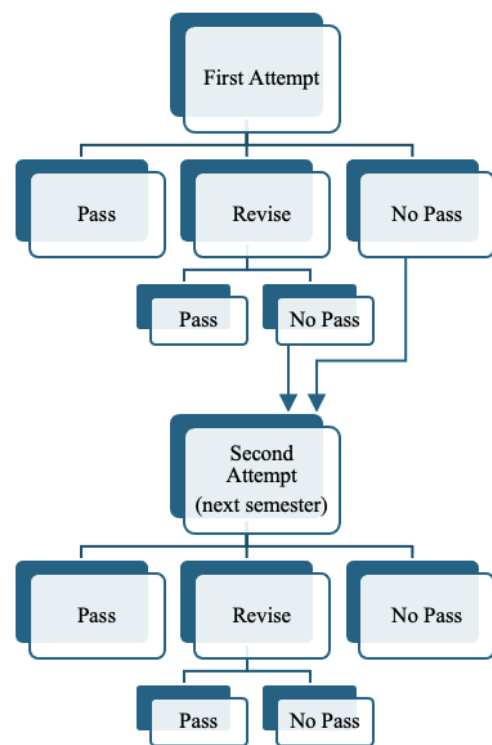 First Attempt
Pass
Revise
No Pass
Pass
No Pass
Second
Attempt
(next semester)
Pass
Revise
No Pass
Pass
No Pass